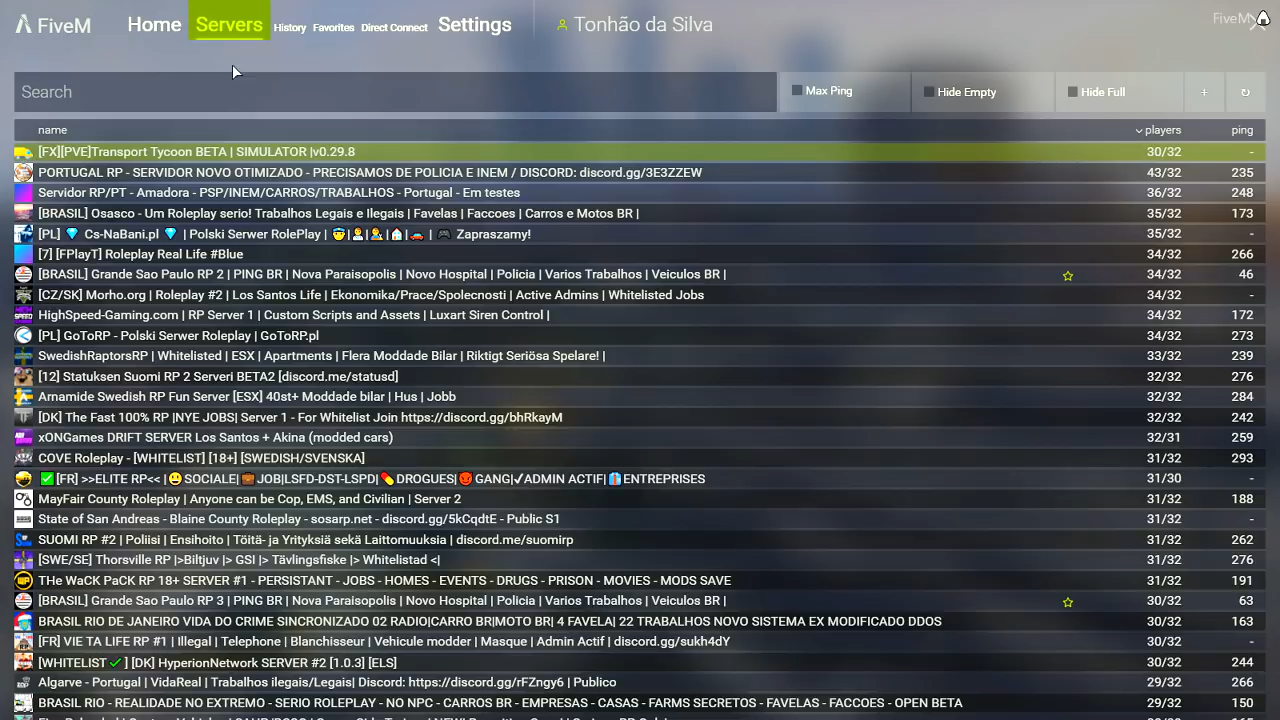 FiveM Home Servers History Favorites Direct Connect Settings Tonhão da Silva FiveM
Search Max Ping Hide Empty Hide Full + ↻
name players ping
[FX][PVE]Transport Tycoon BETA | SIMULATOR |v0.29.8 30/32 -
PORTUGAL RP - SERVIDOR NOVO OTIMIZADO - PRECISAMOS DE POLICIA E INEM / DISCORD: discord.gg/3E3ZZEW 43/32 235
Servidor RP/PT - Amadora - PSP/INEM/CARROS/TRABALHOS - Portugal - Em testes 36/32 248
[BRASIL] Osasco - Um Roleplay serio! Trabalhos Legais e Ilegais | Favelas | Faccoes | Carros e Motos BR | 35/32 173
[PL] 💎 Cs-NaBani.pl 💎 | Polski Serwer RolePlay | 👮|👨‍⚕️|👨‍🔧|🏠|🚗 | 🎮 Zapraszamy! 35/32 -
[7] [FPlayT] Roleplay Real Life #Blue 34/32 266
[BRASIL] Grande Sao Paulo RP 2 | PING BR | Nova Paraisopolis | Novo Hospital | Policia | Varios Trabalhos | Veiculos BR | 34/32 46
[CZ/SK] Morho.org | Roleplay #2 | Los Santos Life | Ekonomika/Prace/Spolecnosti | Active Admins | Whitelisted Jobs 34/32 -
HighSpeed-Gaming.com | RP Server 1 | Custom Scripts and Assets | Luxart Siren Control | 34/32 172
[PL] GoToRP - Polski Serwer Roleplay | GoToRP.pl 34/32 273
SwedishRaptorsRP | Whitelisted | ESX | Apartments | Flera Moddade Bilar | Riktigt Seriösa Spelare! | 33/32 239
[12] Statuksen Suomi RP 2 Serveri BETA2 [discord.me/statusd] 32/32 276
Arnamide Swedish RP Fun Server [ESX] 40st+ Moddade bilar | Hus | Jobb 32/32 284
[DK] The Fast 100% RP |NYE JOBS| Server 1 - For Whitelist Join https://discord.gg/bhRkayM 32/32 242
xONGames DRIFT SERVER Los Santos + Akina (modded cars) 32/31 259
COVE Roleplay - [WHITELIST] [18+] [SWEDISH/SVENSKA] 31/32 293
✅[FR] >>ELITE RP<< |😃SOCIALE|💼JOB|LSFD-DST-LSPD|💊DROGUES|😈GANG|✔ADMIN ACTIF|👔ENTREPRISES 31/30 -
MayFair County Roleplay | Anyone can be Cop, EMS, and Civilian | Server 2 31/32 188
State of San Andreas - Blaine County Roleplay - sosarp.net - discord.gg/5kCqdtE - Public S1 31/32 -
SUOMI RP #2 | Poliisi | Ensihoito | Töitä- ja Yrityksiä sekä Laittomuuksia | discord.me/suomirp 31/32 262
[SWE/SE] Thorsville RP |>Biltjuv |> GSI |> Tävlingsfiske |> Whitelistad <| 31/32 276
THe WaCK PaCK RP 18+ SERVER #1 - PERSISTANT - JOBS - HOMES - EVENTS - DRUGS - PRISON - MOVIES - MODS SAVE 31/32 191
[BRASIL] Grande Sao Paulo RP 3 | PING BR | Nova Paraisopolis | Novo Hospital | Policia | Varios Trabalhos | Veiculos BR | 30/32 63
BRASIL RIO DE JANEIRO VIDA DO CRIME SINCRONIZADO 02 RADIO|CARRO BR|MOTO BR| 4 FAVELA| 22 TRABALHOS NOVO SISTEMA EX MODIFICADO DDOS 30/32 163
[FR] VIE TA LIFE RP #1 | Illegal | Telephone | Blanchisseur | Vehicule modder | Masque | Admin Actif | discord.gg/sukh4dY 30/32 -
[WHITELIST✔] [DK] HyperionNetwork SERVER #2 [1.0.3] [ELS] 30/32 244
Algarve - Portugal | VidaReal | Trabalhos ilegais/Legais| Discord: https://discord.gg/rFZngy6 | Publico 29/32 266
BRASIL RIO - REALIDADE NO EXTREMO - SERIO ROLEPLAY - NO NPC - CARROS BR - EMPRESAS - CASAS - FARMS SECRETOS - FAVELAS - FACCOES - OPEN BETA 29/32 150